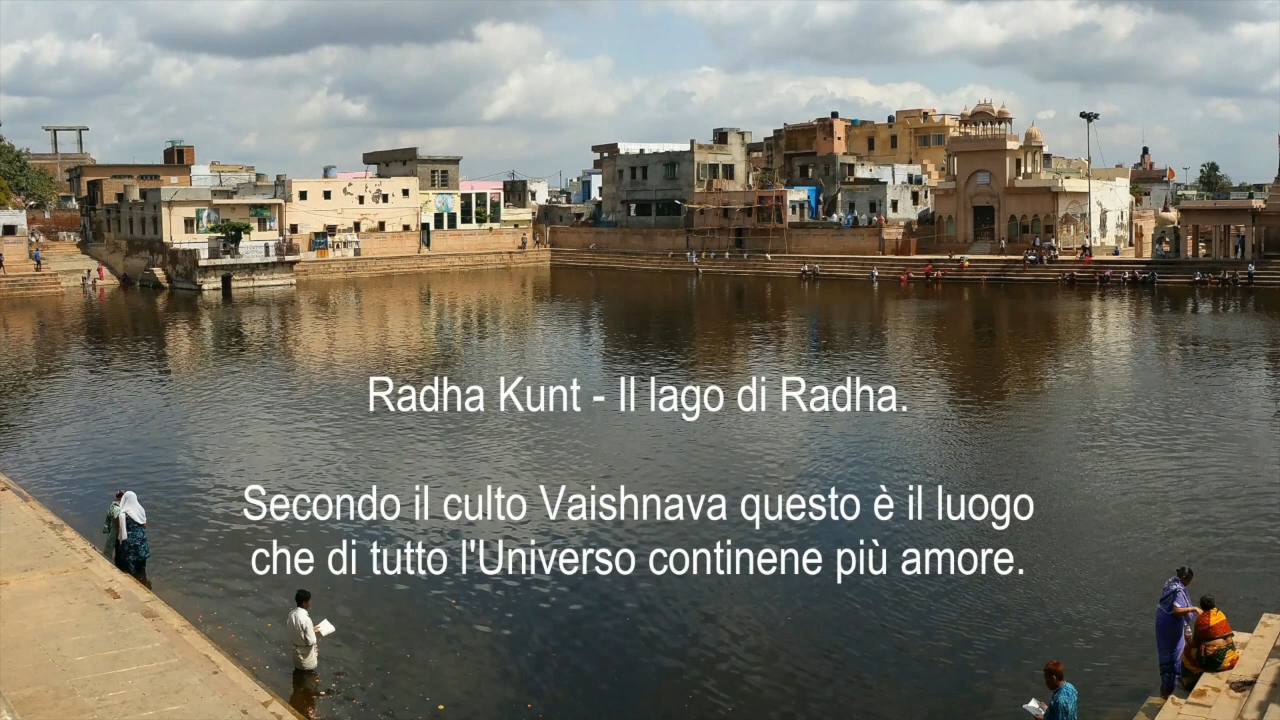 Radha Kunt - Il lago di Radha.
Secondo il culto Vaishnava questo è il luogo
che di tutto l'Universo continene più amore.